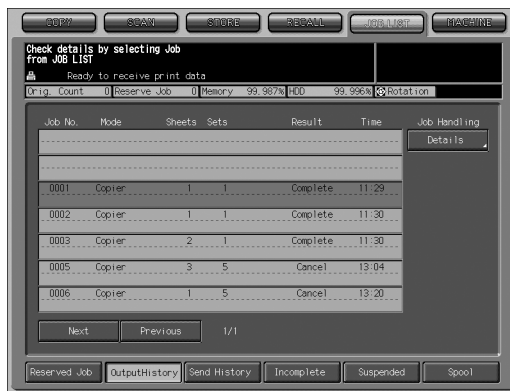 COPY SCAN STORE RECALL JOB LIST MACHINE
Check details by selecting Job
from JOB LIST
Ready to receive print data
Orig. Count 0 Reserve Job 0 Memory 99.987% HDD 99.996% Rotation
Job No. Mode Sheets Sets Result Time Job Handling
Details
0001 Copier 1 1 Complete 11:29
0002 Copier 1 1 Complete 11:30
0003 Copier 2 1 Complete 11:30
0005 Copier 3 5 Cancel 13:04
0006 Copier 1 5 Cancel 13:20
Next Previous 1/1
Reserved Job OutputHistory Send History Incomplete Suspended Spool